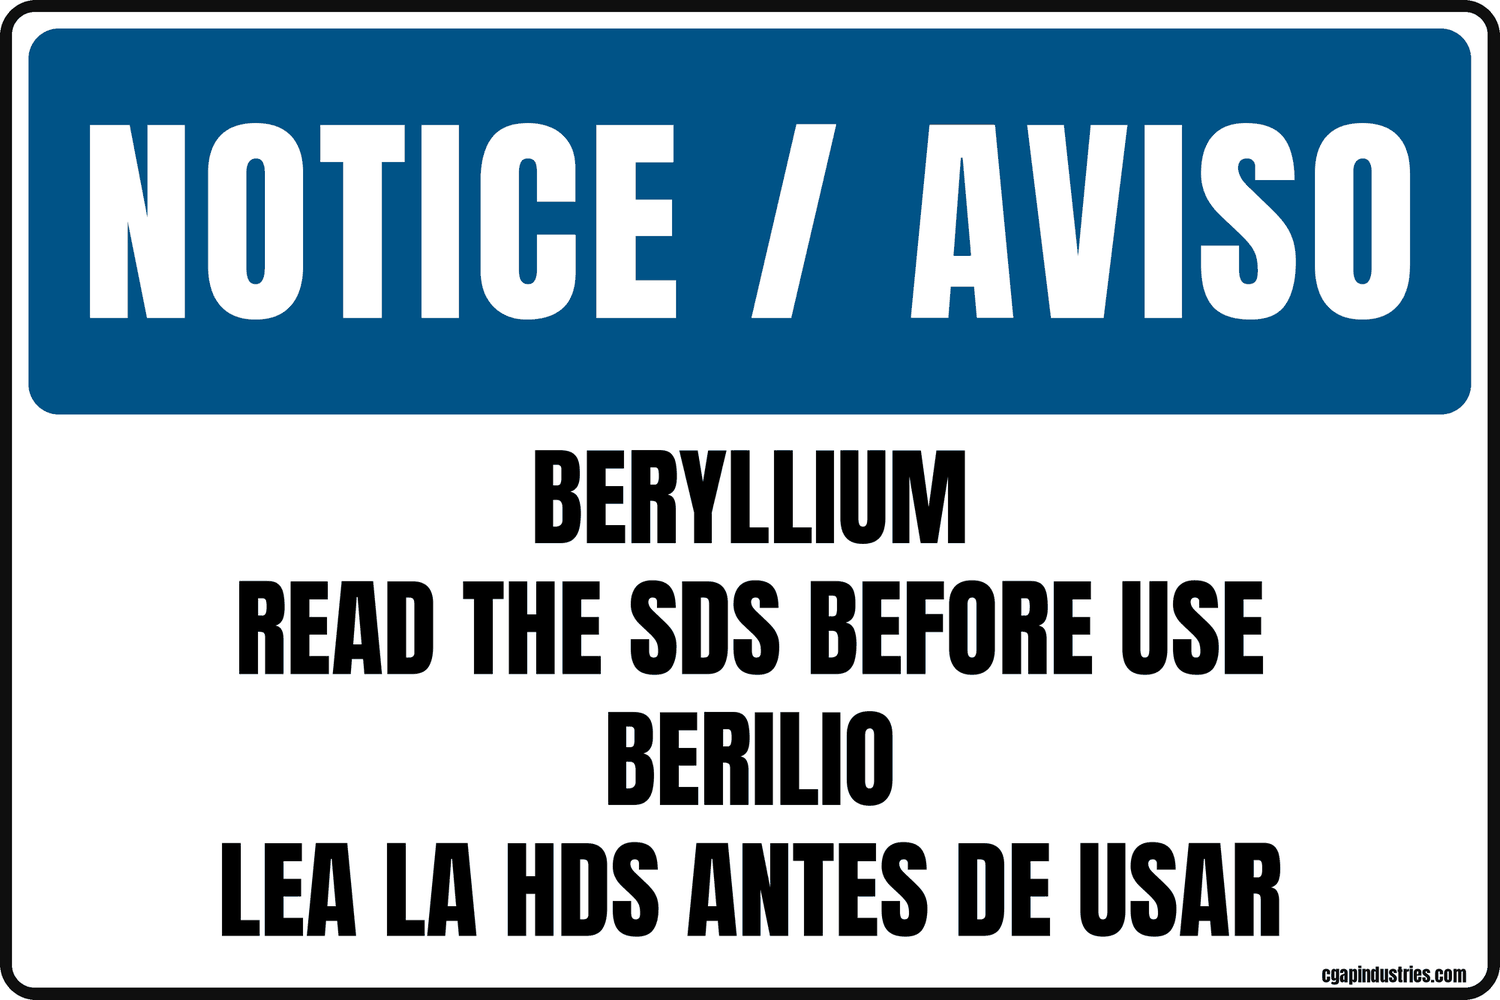 NOTICE / AVISO
BERYLLIUM
READ THE SDS BEFORE USE
BERILIO
LEA LA HDS ANTES DE USAR
cgapindustries.com